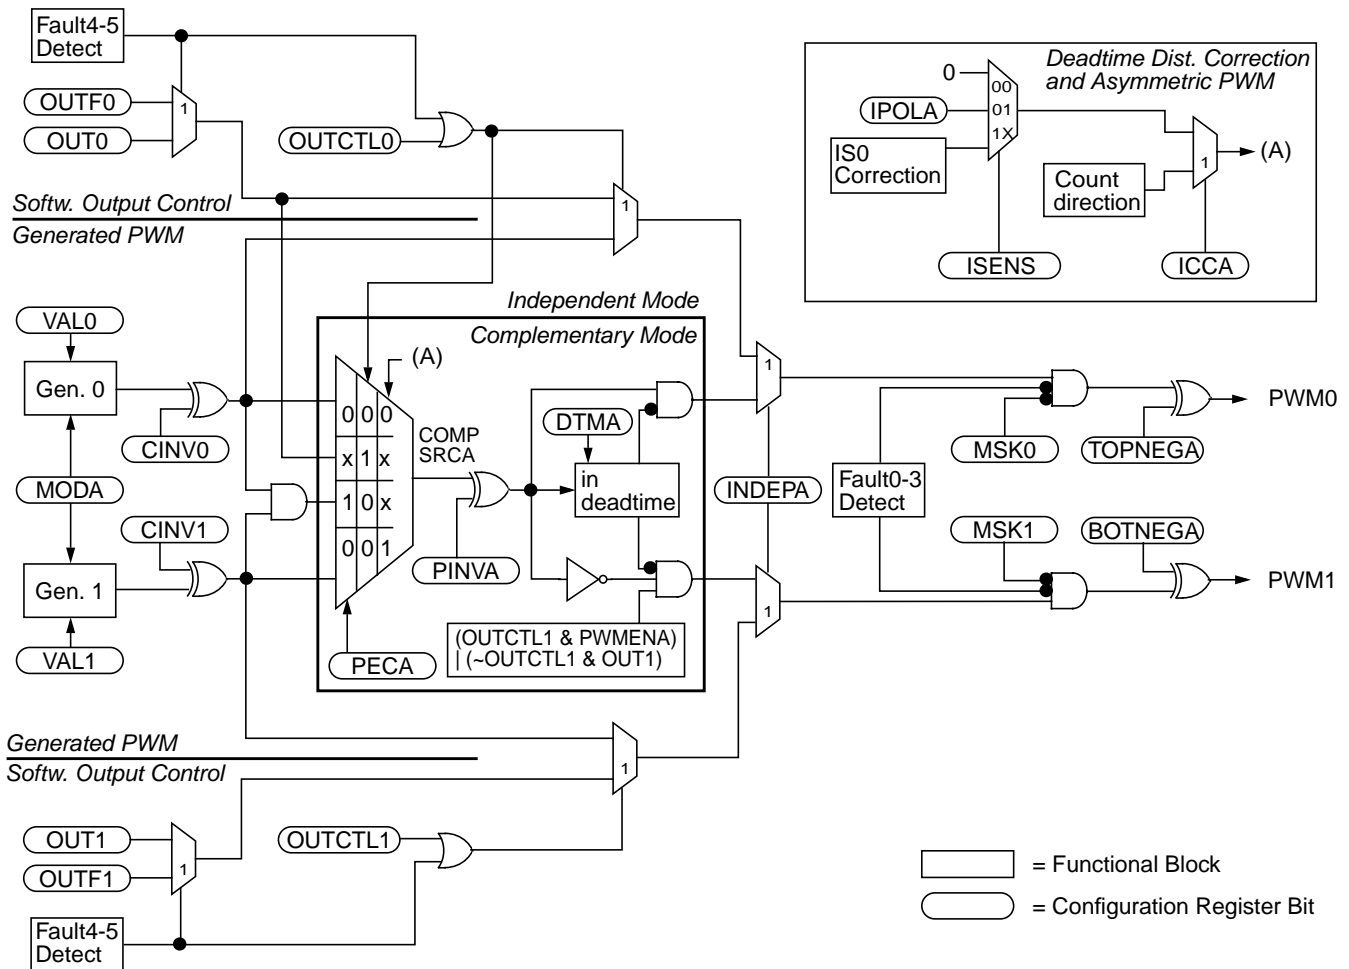 Fault4-5
Detect
OUTF0
OUT0
1
OUTCTL0
Softw. Output Control
Generated PWM
1
Deadtime Dist. Correction
and Asymmetric PWM
0
00
IPOLA
01
1X
IS0
Correction
Count
direction
1
(A)
ISENS
ICCA
Independent Mode
Complementary Mode
VAL0
Gen. 0
CINV0
MODA
CINV1
Gen. 1
VAL1
(A)
0 0 0
x 1 x
1 0 x
0 0 1
COMP
SRCA
PECA
PINVA
DTMA
in
deadtime
(OUTCTL1 & PWMENA)
| (~OUTCTL1 & OUT1)
1
INDEPA
1
Fault0-3
Detect
MSK0
TOPNEGA
PWM0
MSK1
BOTNEGA
PWM1
Generated PWM
Softw. Output Control
1
OUT1
OUTF1
1
OUTCTL1
Fault4-5
Detect
= Functional Block
= Configuration Register Bit